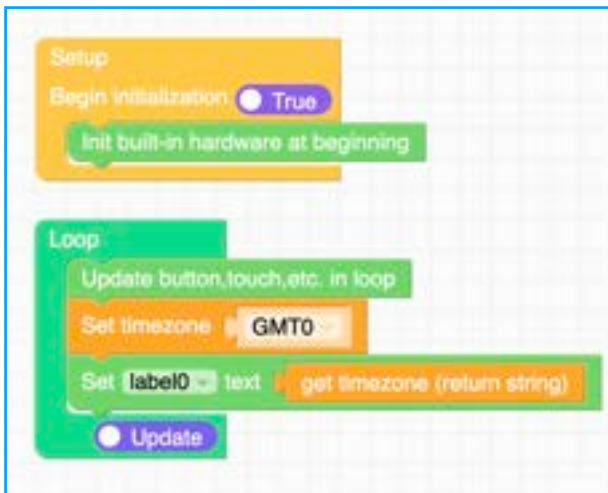 Setup
Begin initialization True
Init built-in hardware at beginning
Loop
Update button,touch,etc. in loop
Set timezone GMT0
Set label0 text get timezone (return string)
Update